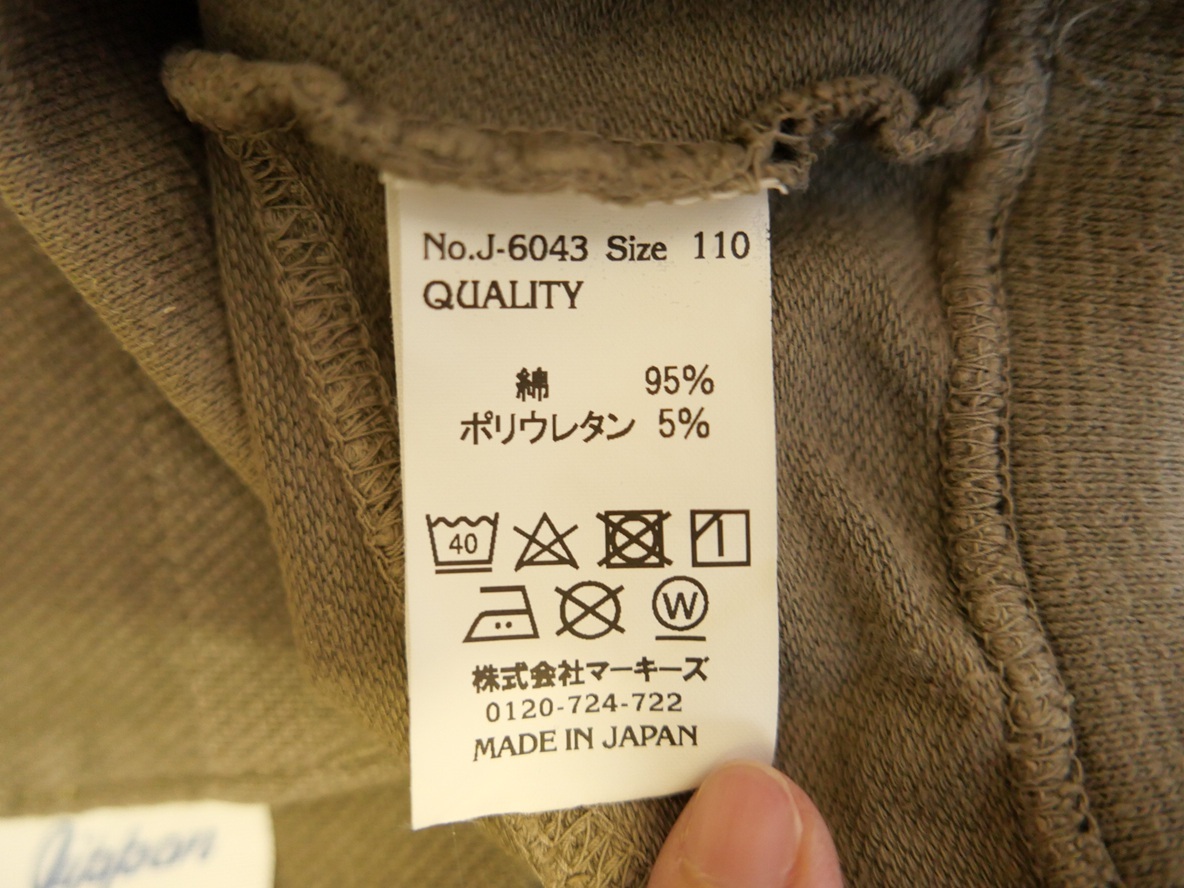 No.J-6043 Size 110
QUALITY
綿 95%
ポリウレタン 5%
40
W
株式会社マーキーズ
0120-724-722
MADE IN JAPAN